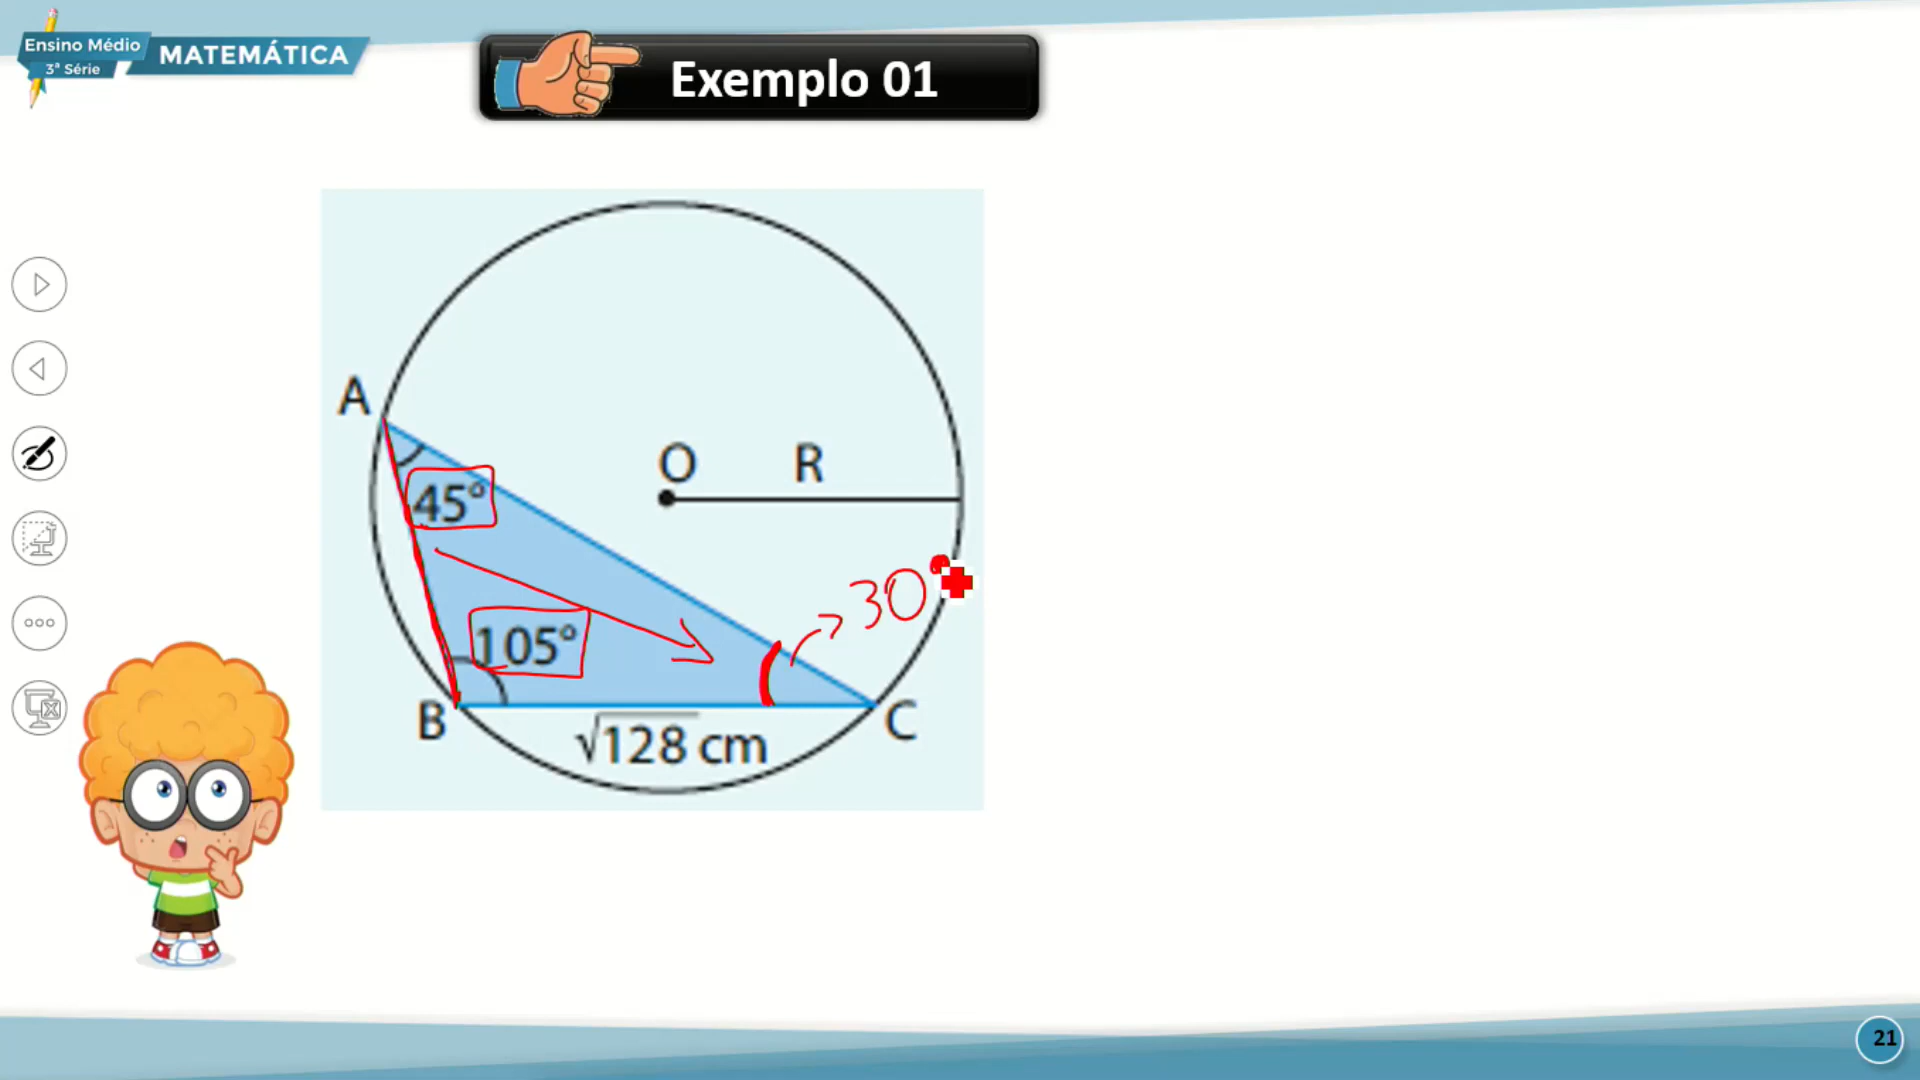 Ensino Médio
3ª Série
MATEMÁTICA
Exemplo 01
A
O
R
45°
30°
105°
B
C
√128 cm
21